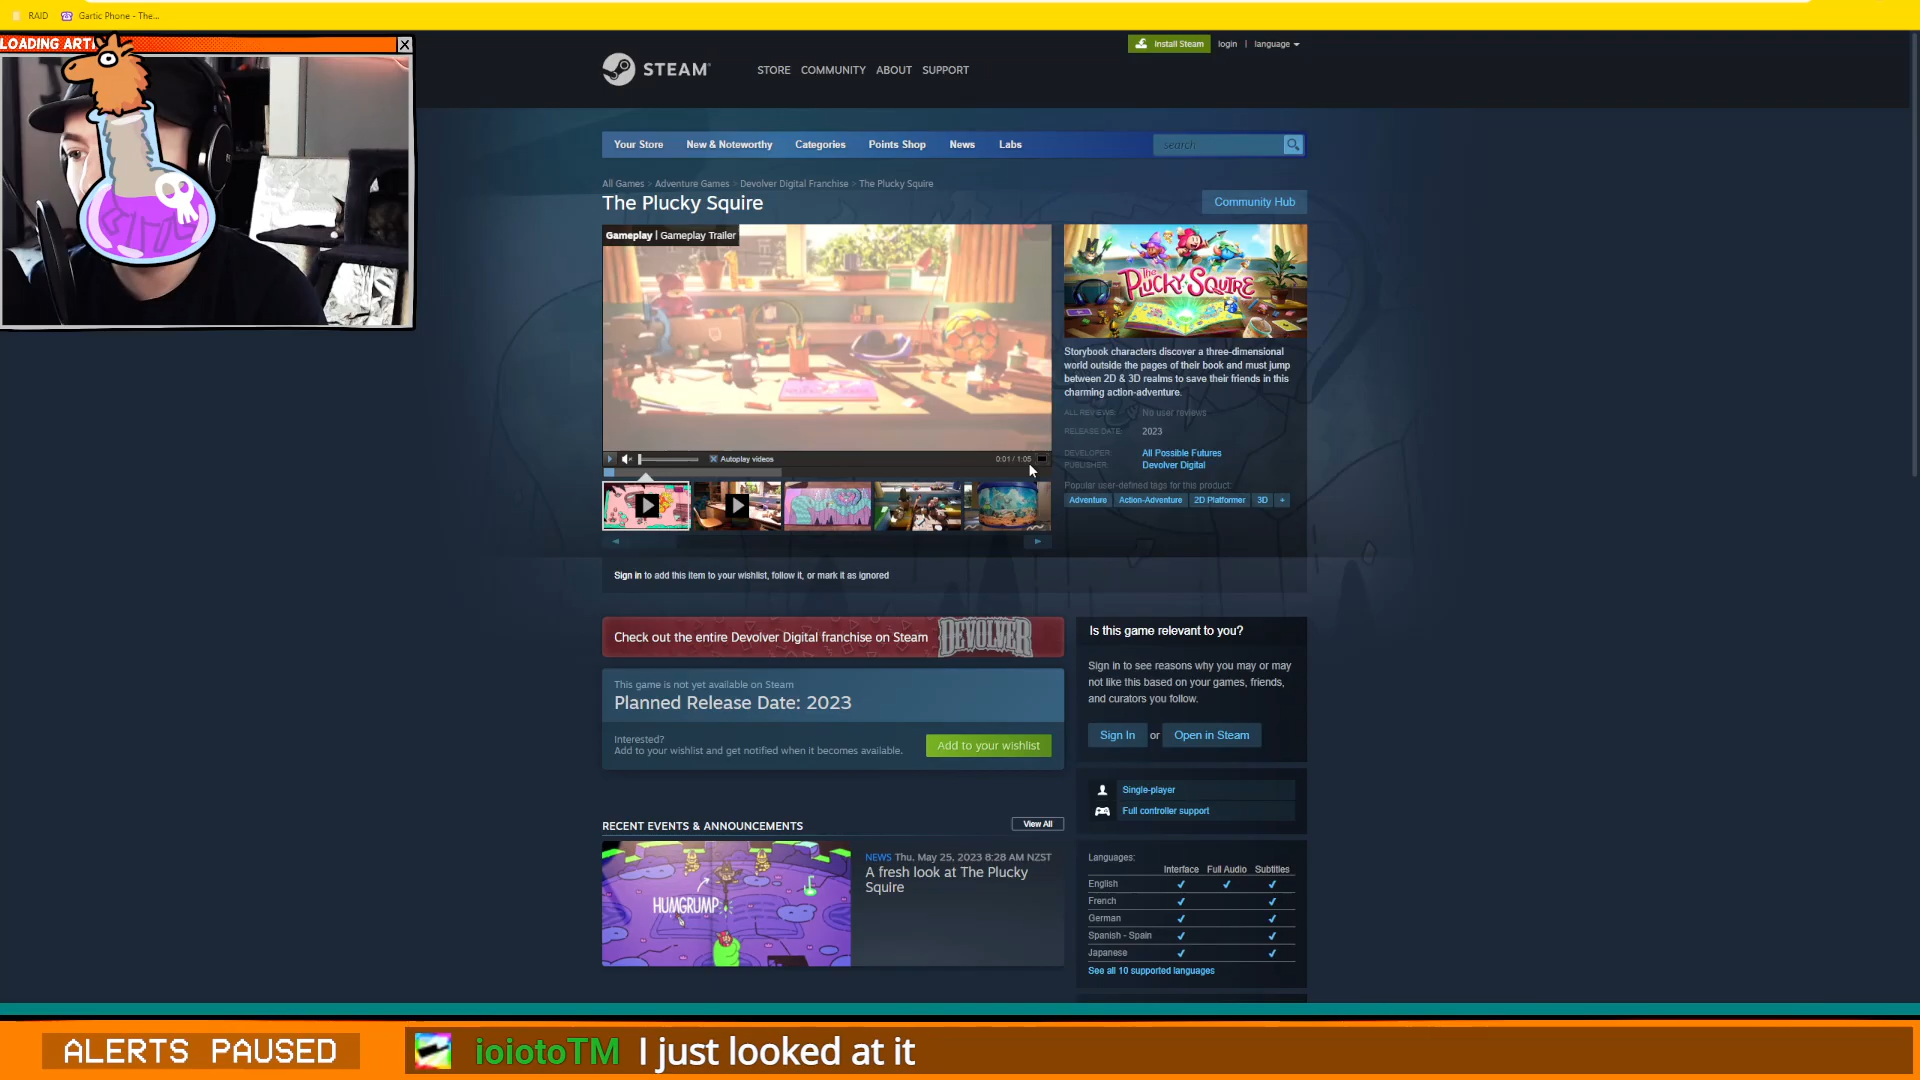 RAID
Gartic Phone - The...
LOADING ARTI
STEAM
STORE COMMUNITY ABOUT SUPPORT
Install Steam login | language
Your Store New & Noteworthy Categories Points Shop News Labs search
All Games > Adventure Games > Devolver Digital Franchise > The Plucky Squire
The Plucky Squire
Community Hub
Gameplay | Gameplay Trailer
Autoplay videos
0:01 / 1:05
The Plucky Squire
Storybook characters discover a three-dimensional
world outside the pages of their book and must jump
between 2D & 3D realms to save their friends in this
charming action-adventure.
ALL REVIEWS: No user reviews
RELEASE DATE: 2023
DEVELOPER: All Possible Futures
PUBLISHER: Devolver Digital
Popular user-defined tags for this product:
Adventure Action-Adventure 2D Platformer 3D +
Sign in to add this item to your wishlist, follow it, or mark it as ignored
Check out the entire Devolver Digital franchise on Steam
DEVOLVER
This game is not yet available on Steam
Planned Release Date: 2023
Interested?
Add to your wishlist and get notified when it becomes available.
Add to your wishlist
Is this game relevant to you?
Sign in to see reasons why you may or may
not like this based on your games, friends,
and curators you follow.
Sign In or Open in Steam
Single-player
Full controller support
RECENT EVENTS & ANNOUNCEMENTS
View All
HUMGRUMP
NEWS Thu, May 25, 2023 8:28 AM NZST
A fresh look at The Plucky
Squire
Languages:
Interface Full Audio Subtitles
English ✔ ✔ ✔
French ✔ ✔
German ✔ ✔
Spanish - Spain ✔ ✔
Japanese ✔ ✔
See all 10 supported languages
ALERTS PAUSED
ioiotoTM I just looked at it